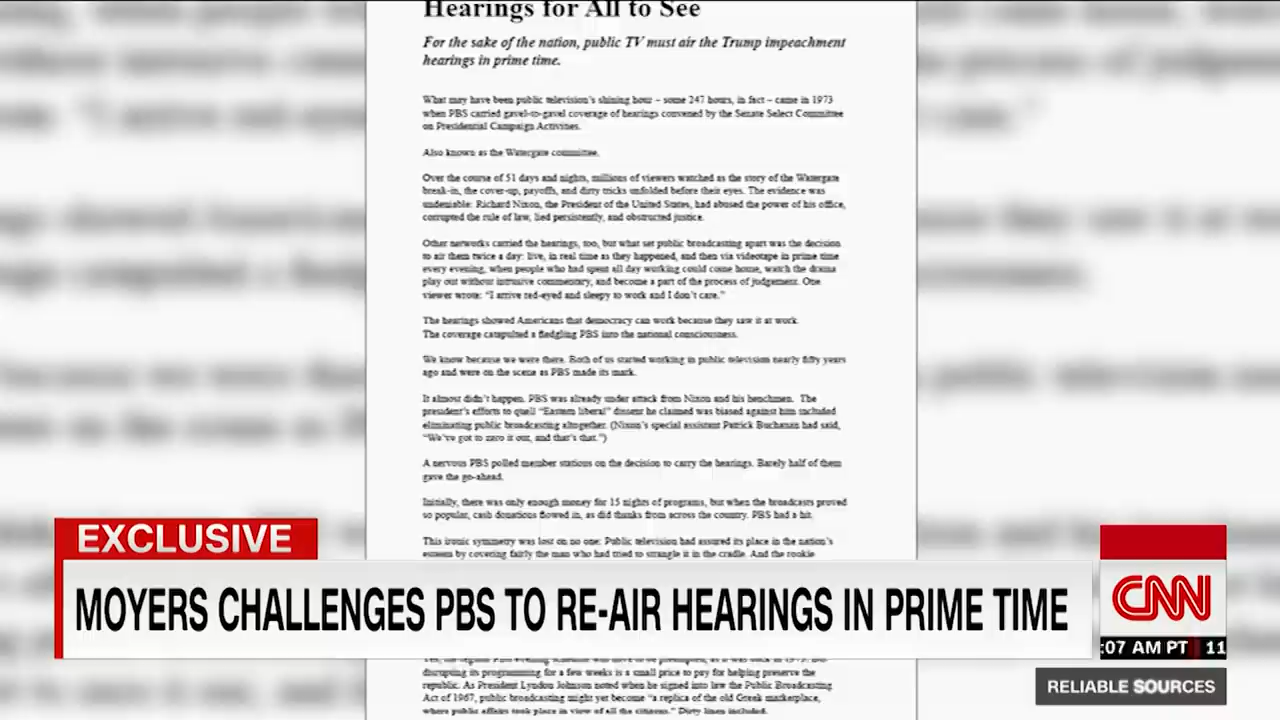 Hearings for All to See
For the sake of the nation, public TV must air the Trump impeachment
hearings in prime time.
What may have been public television's shining hour – some 247 hours, in fact – came in 1973
when PBS carried gavel-to-gavel coverage of hearings convened by the Senate Select Committee
on Presidential Campaign Activities.
Also known as the Watergate committee.
Over the course of 51 days and nights, millions of viewers watched as the story of the Watergate
break-in, the cover-up, payoffs, and dirty tricks unfolded before their eyes. The evidence was
undeniable: Richard Nixon, the President of the United States, had abused the power of his office,
corrupted the rule of law, lied persistently, and obstructed justice.
Other networks carried the hearings, too, but what set public broadcasting apart was the decision
to air them twice a day: live, in real time as they happened, and then via videotape in prime time
every evening, when people who had spent all day working could come home, watch the drama
play out without intrusive commentary, and become a part of the process of judgement. One
viewer wrote: "I arrive red-eyed and sleepy to work and I don't care."
The hearings showed Americans that democracy can work because they saw it at work.
The coverage catapulted a fledgling PBS into the national consciousness.
We know because we were there. Both of us started working in public television nearly fifty years
ago and were on the scene as PBS made its mark.
It almost didn't happen. PBS was already under attack from Nixon and his henchmen. The
president's efforts to quell "Eastern liberal" dissent he claimed was biased against him included
eliminating public broadcasting altogether. (Nixon's special assistant Patrick Buchanan had said,
"We've got to zero it out, and that's that.")
A nervous PBS polled member stations on the decision to carry the hearings. Barely half of them
gave the go-ahead.
Initially, there was only enough money for 15 nights of programs, but when the broadcasts proved
so popular, cash donations flowed in, as did thanks from across the country. PBS had a hit.
This ironic symmetry was lost on no one: Public television had assured its place in the nation's
esteem by covering fairly the man who had tried to strangle it in the cradle. And the rookie
EXCLUSIVE
MOYERS CHALLENGES PBS TO RE-AIR HEARINGS IN PRIME TIME
CNN
:07 AM PT 11
RELIABLE SOURCES
disrupting its programming for a few weeks is a small price to pay for helping preserve the
republic. As President Lyndon Johnson noted when he signed into law the Public Broadcasting
Act of 1967, public broadcasting might yet become "a replica of the old Greek marketplace,
where public affairs took place in view of all the citizens." Dirty linen included.